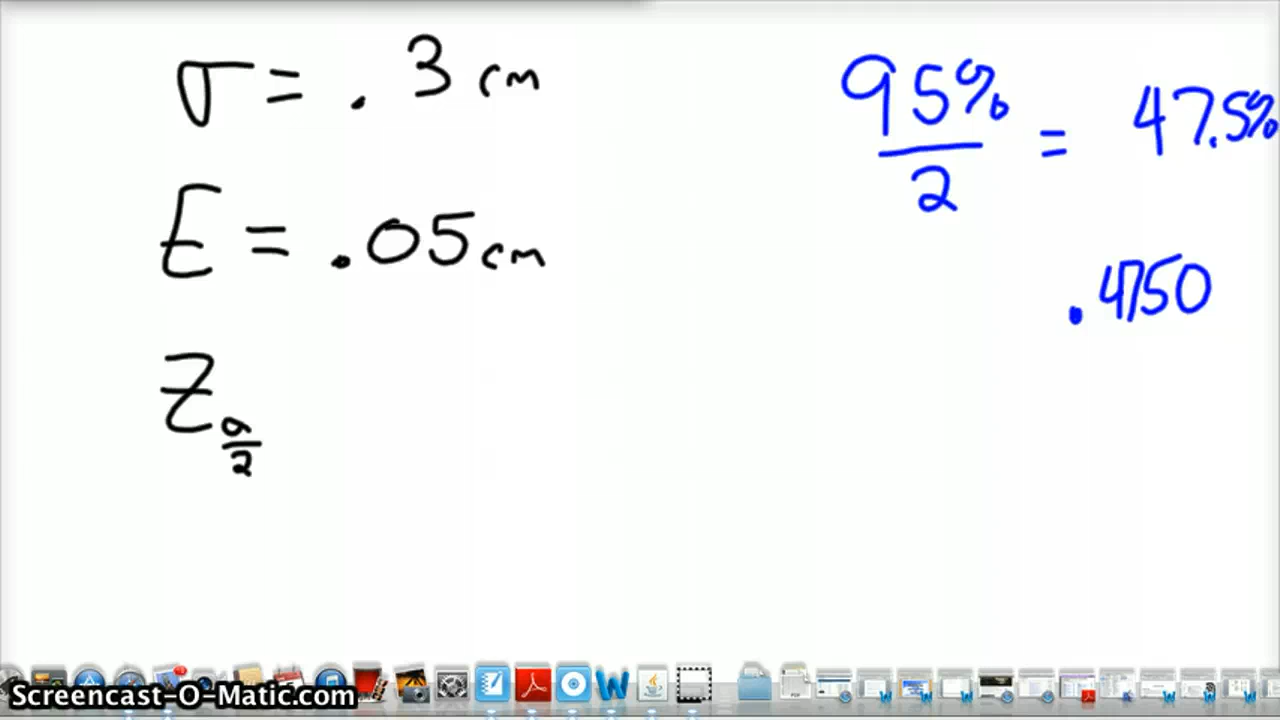 σ = .3 cm
E = .05 cm
Z σ/2
95%/2 = 47.5%
.4750
Screencast-O-Matic.com